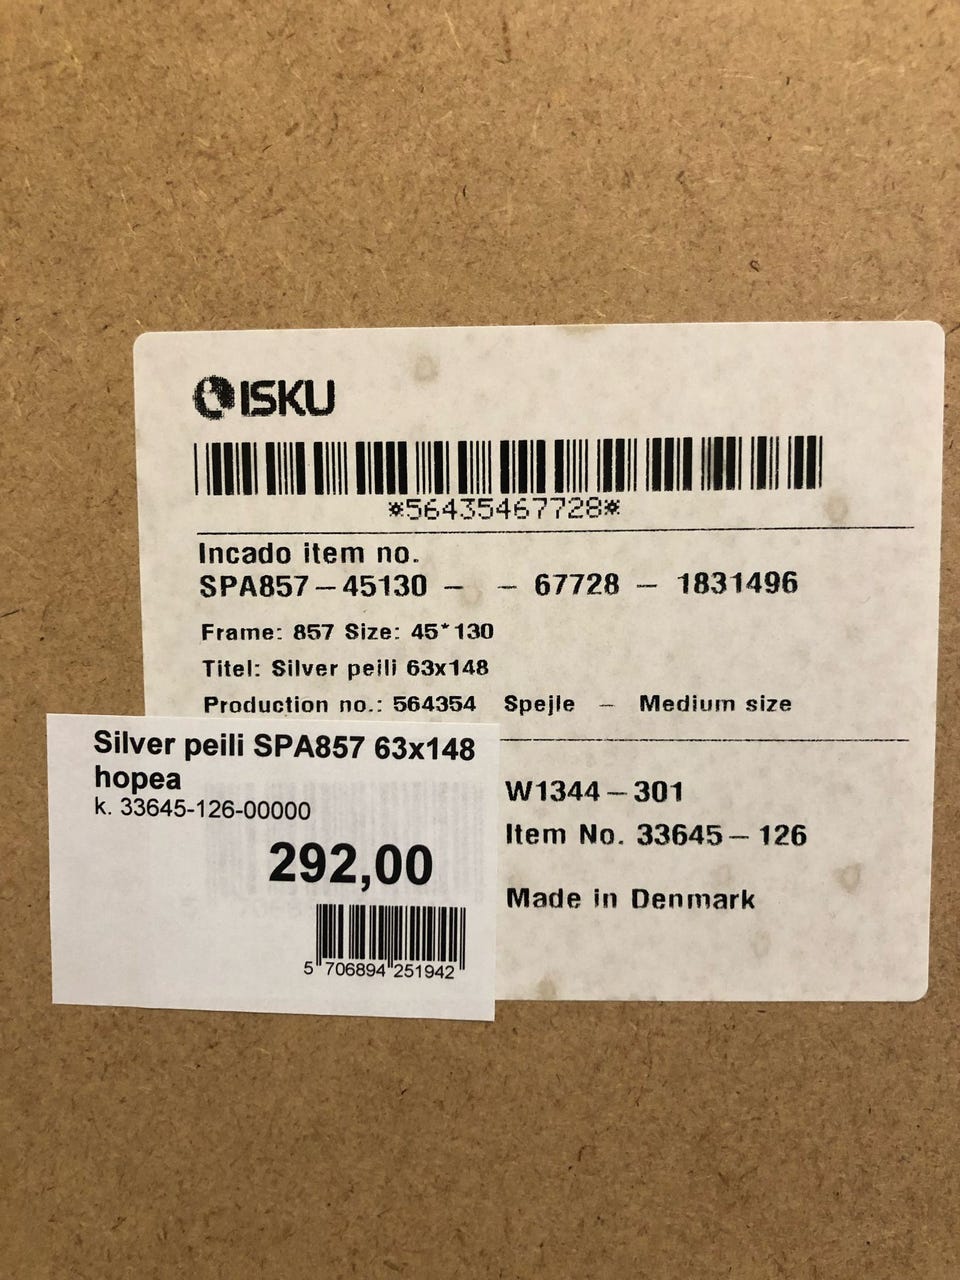 ISKU
*56435467728*
Incado item no.
SPA857-45130 - - 67728 - 1831496
Frame: 857 Size: 45*130
Titel: Silver peili 63x148
Production no.: 564354 Spejle - Medium size
Silver peili SPA857 63x148
hopea
k. 33645-126-00000
292,00
5 706894 251942
W1344-301
Item No. 33645-126
Made in Denmark